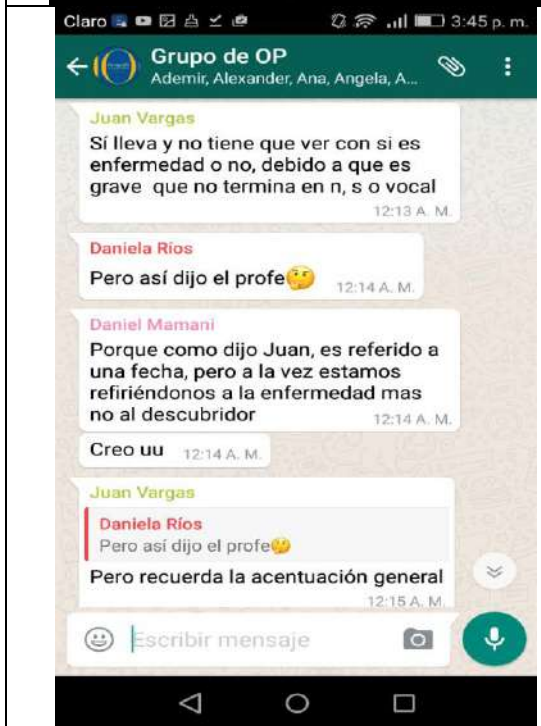 Claro 3:45 p. m.
Grupo de OP
Ademir, Alexander, Ana, Angela, A...
Juan Vargas
Sí lleva y no tiene que ver con si es
enfermedad o no, debido a que es
grave que no termina en n, s o vocal
12:13 A. M.
Daniela Ríos
Pero así dijo el profe🤔 12:14 A. M.
Daniel Mamani
Porque como dijo Juan, es referido a
una fecha, pero a la vez estamos
refiriéndonos a la enfermedad mas
no al descubridor
12:14 A. M.
Creo uu 12:14 A. M.
Juan Vargas
Daniela Ríos
Pero así dijo el profe🤔
Pero recuerda la acentuación general
12:15 A. M.
Escribir mensaje